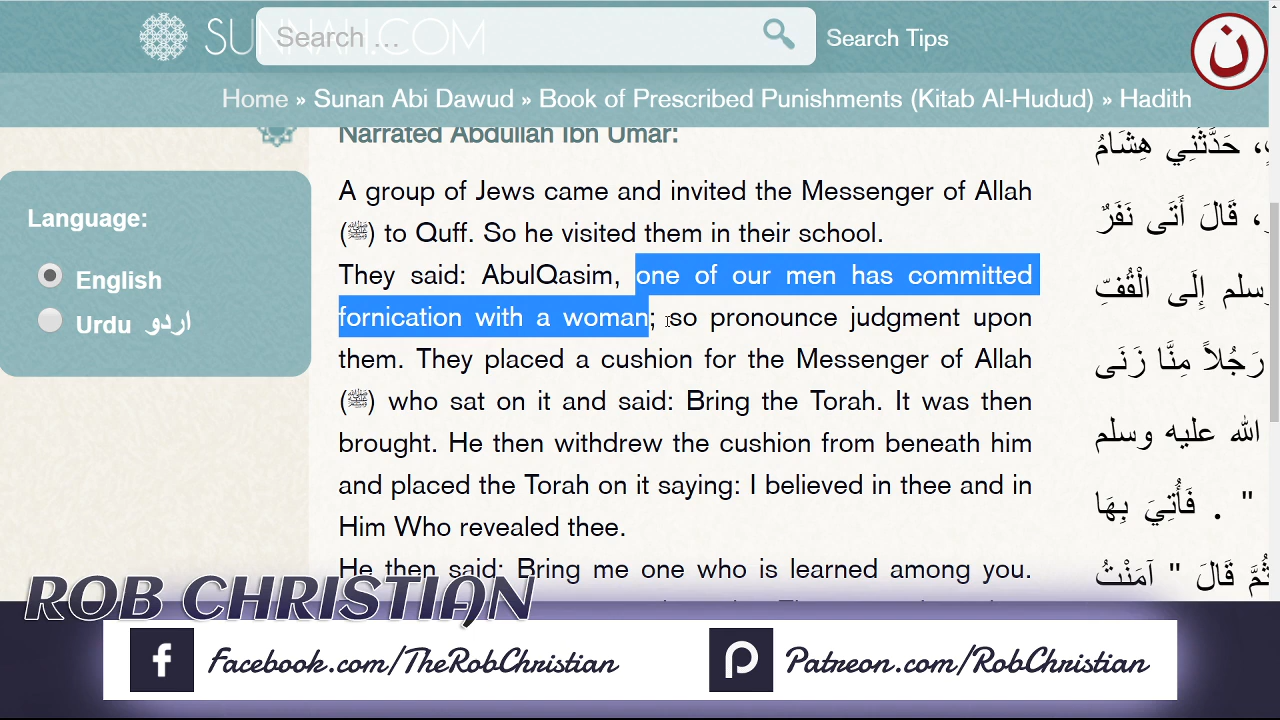 SUNNAH.COM
Search ...
Search Tips
ن
Home » Sunan Abi Dawud » Book of Prescribed Punishments (Kitab Al-Hudud) » Hadith
Narrated Abdullah Ibn Umar:
Language:
English
Urdu اردو
A group of Jews came and invited the Messenger of Allah
(ﷺ) to Quff. So he visited them in their school.
They said: AbulQasim, one of our men has committed
fornication with a woman; so pronounce judgment upon
them. They placed a cushion for the Messenger of Allah
(ﷺ) who sat on it and said: Bring the Torah. It was then
brought. He then withdrew the cushion from beneath him
and placed the Torah on it saying: I believed in thee and in
Him Who revealed thee.
He then said: Bring me one who is learned among you.
، حَدَّثَنِي هِشَامُ
، قَالَ أَتَى نَفَرٌ
وسلم إِلَى الْقُفِّ
رَجُلاً مِنَّا زَنَى
الله عليه وسلم
" . فَأُتِيَ بِهَا
ثُمَّ قَالَ " آمَنْتُ
ROB CHRISTIAN
Facebook.com/TheRobChristian
Patreon.com/RobChristian